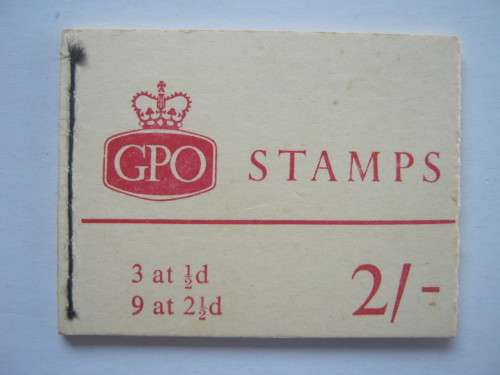 GPO
STAMPS
3 at ½d
9 at 2½d
2/-